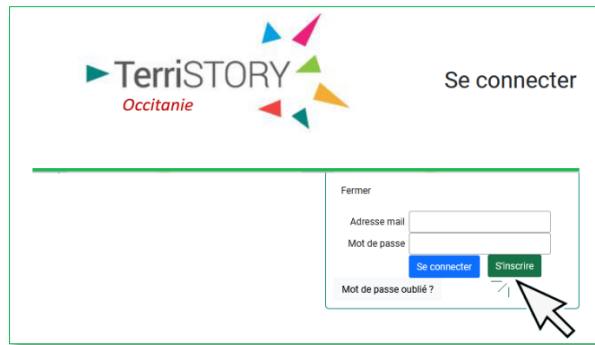 TerriSTORY
Occitanie
Se connecter
Fermer
Adresse mail
Mot de passe
Se connecter S'inscrire
Mot de passe oublié ?